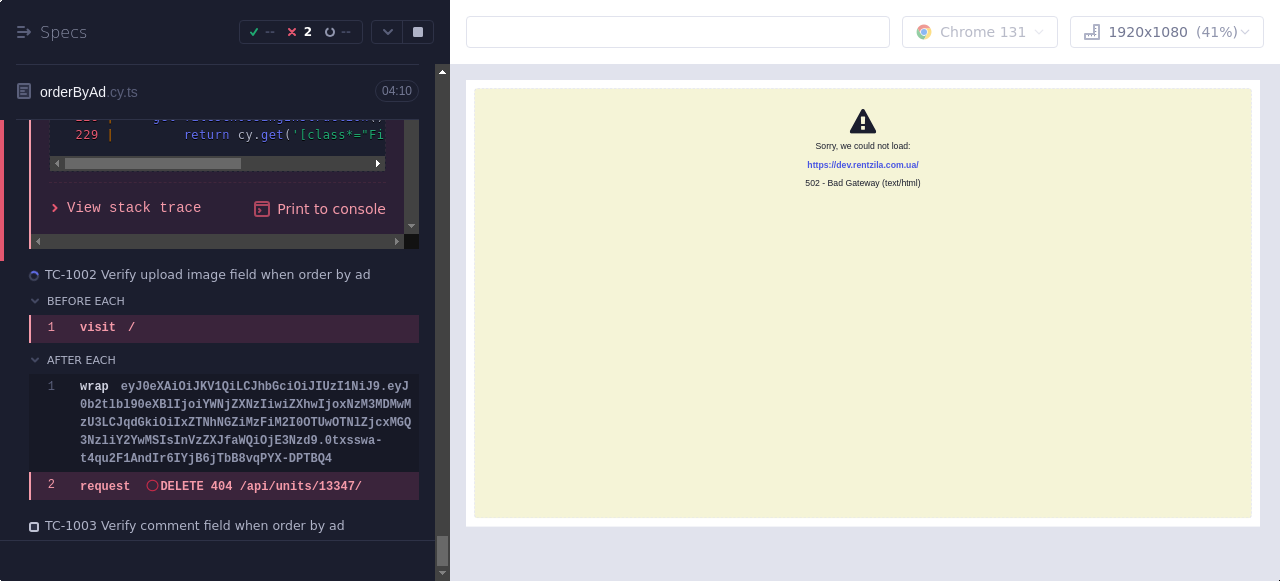 Specs
-- 2 --
Chrome 131
1920x1080 (41%)
orderByAd.cy.ts
04:10
229 | return cy.get('[class*="Fi
View stack trace
Print to console
TC-1002 Verify upload image field when order by ad
BEFORE EACH
1 visit /
AFTER EACH
1 wrap eyJ0eXAiOiJKV1QiLCJhbGciOiJIUzI1NiJ9.eyJ
0b2tlbl90eXBlIjoiYWNjZXNzIiwiZXhwIjoxNzM3MDMwM
zU3LCJqdGkiOiIxZTNhNGZiMzFiM2I0OTUwOTNlZjcxMGQ
3NzliY2YwMSIsInVzZXJfaWQiOjE3Nzd9.0txsswa-
t4qu2F1AndIr6IYjB6jTbB8vqPYX-DPTBQ4
2 request DELETE 404 /api/units/13347/
TC-1003 Verify comment field when order by ad
Sorry, we could not load:
https://dev.rentzila.com.ua/
502 - Bad Gateway (text/html)